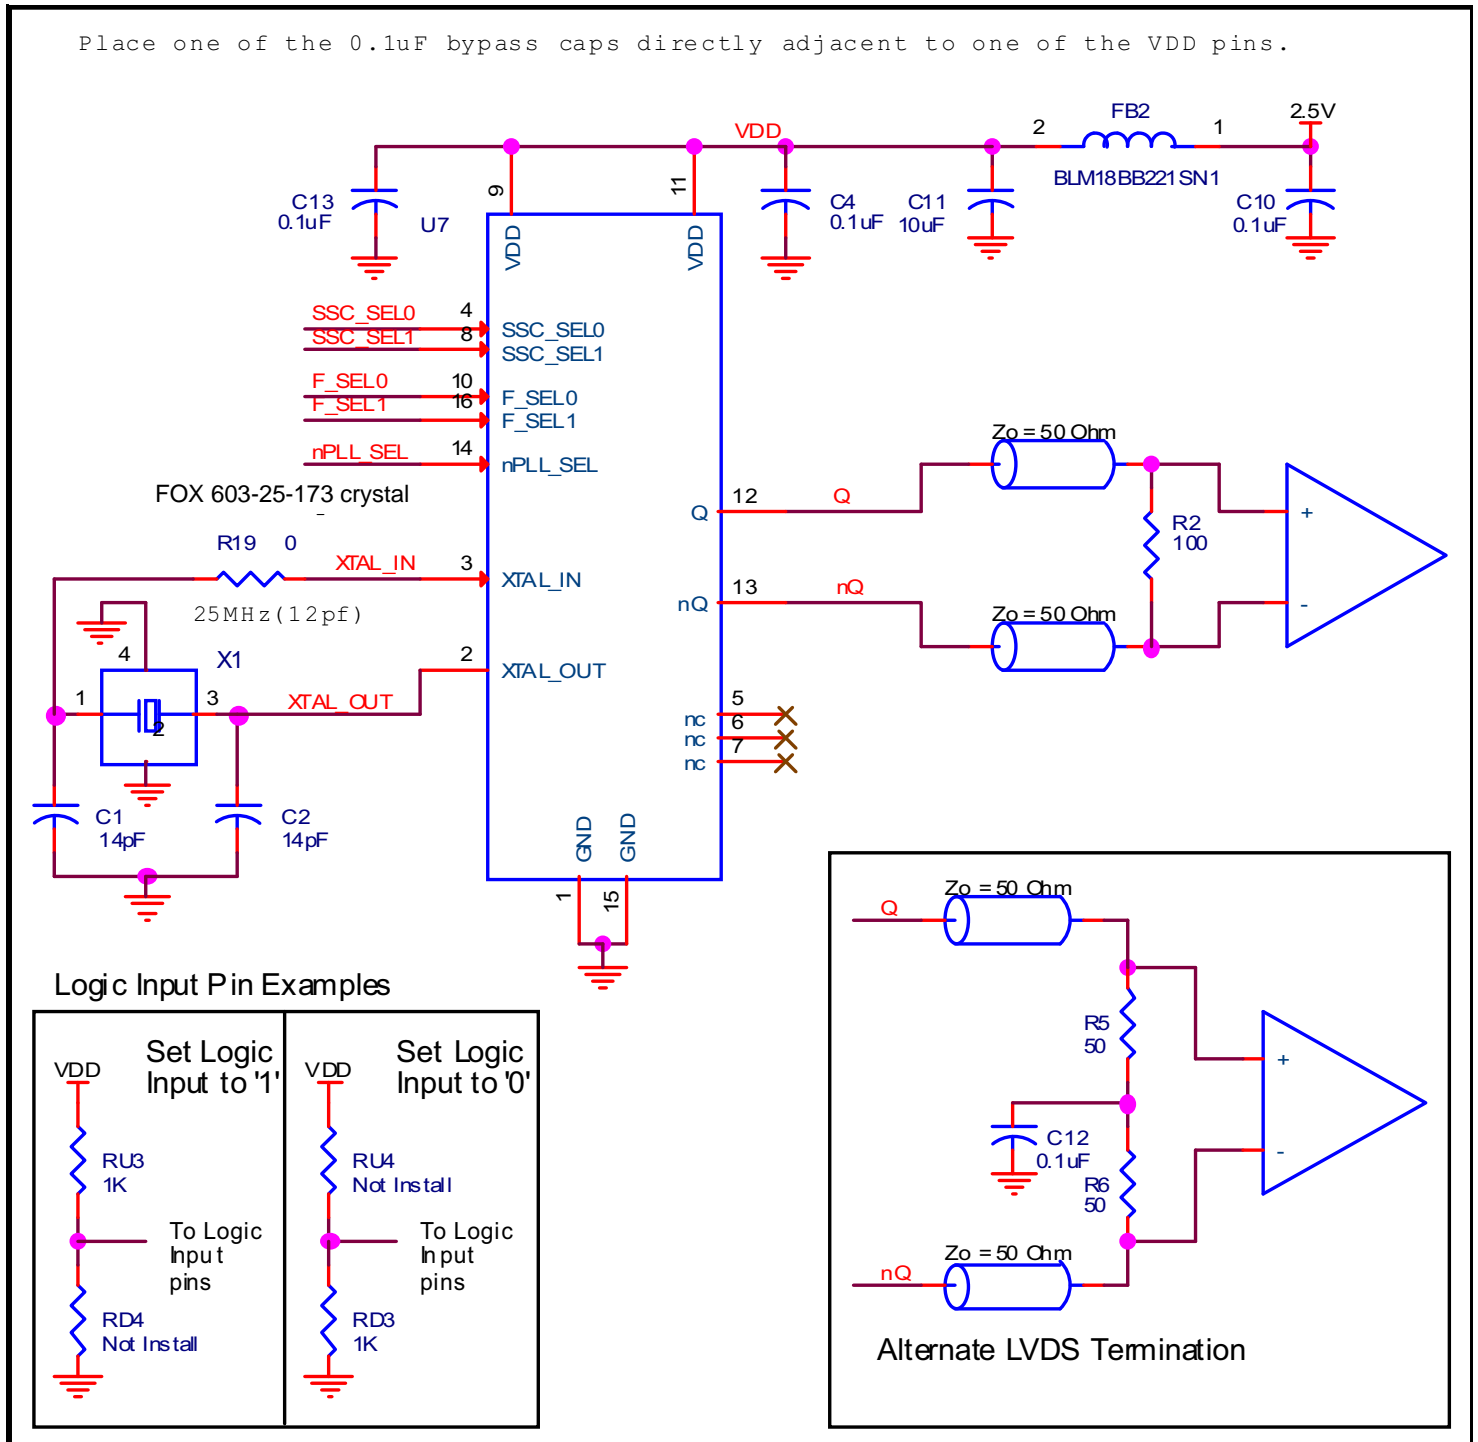 Place one of the 0.1uF bypass caps directly adjacent to one of the VDD pins.
FB2
2.5V
VDD
2
1
BLM18BB221SN1
9
11
C13
0.1uF
U7
C4
0.1uF
C11
10uF
C10
0.1uF
VDD
VDD
SSC_SEL0
4
SSC_SEL0
SSC_SEL1
8
SSC_SEL1
F_SEL0
10
F_SEL0
F_SEL1
16
F_SEL1
nPLL_SEL
14
nPLL_SEL
FOX 603-25-173 crystal
Zo = 50 Ohm
Q
12
Q
+
R2
100
R19
0
XTAL_IN
3
XTAL_IN
25MHz(12pf)
nQ
13
nQ
-
Zo = 50 Ohm
4
X1
2
XTAL_OUT
1
3
XTAL_OUT
2
5
nc
6
nc
7
nc
C1
14pF
C2
14pF
GND
GND
1
15
Zo = 50 Ohm
Q
R5
50
+
C12
0.1uF
-
R6
50
Zo = 50 Ohm
nQ
Alternate LVDS Termination
Logic Input Pin Examples
Set Logic
Input to '1'
VDD
RU3
1K
To Logic
Input
pins
RD4
Not Install
Set Logic
Input to '0'
VDD
RU4
Not Install
To Logic
Input
pins
RD3
1K